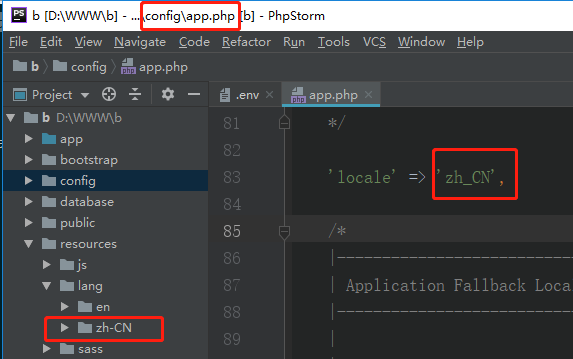 b [D:\WWW\b] - ...\config\app.php [b] - PhpStorm
File Edit View Navigate Code Refactor Run Tools VCS Window Help
b config app.php
Project .env app.php
b D:\WWW\b
app
bootstrap
config
database
public
resources
js
lang
en
zh-CN
sass
81 */
82
83 'locale' => 'zh_CN',
84
85 /*
86 |--------------------------------
87 | Application Fallback Loca
88 |--------------------------------
89 |
90 |